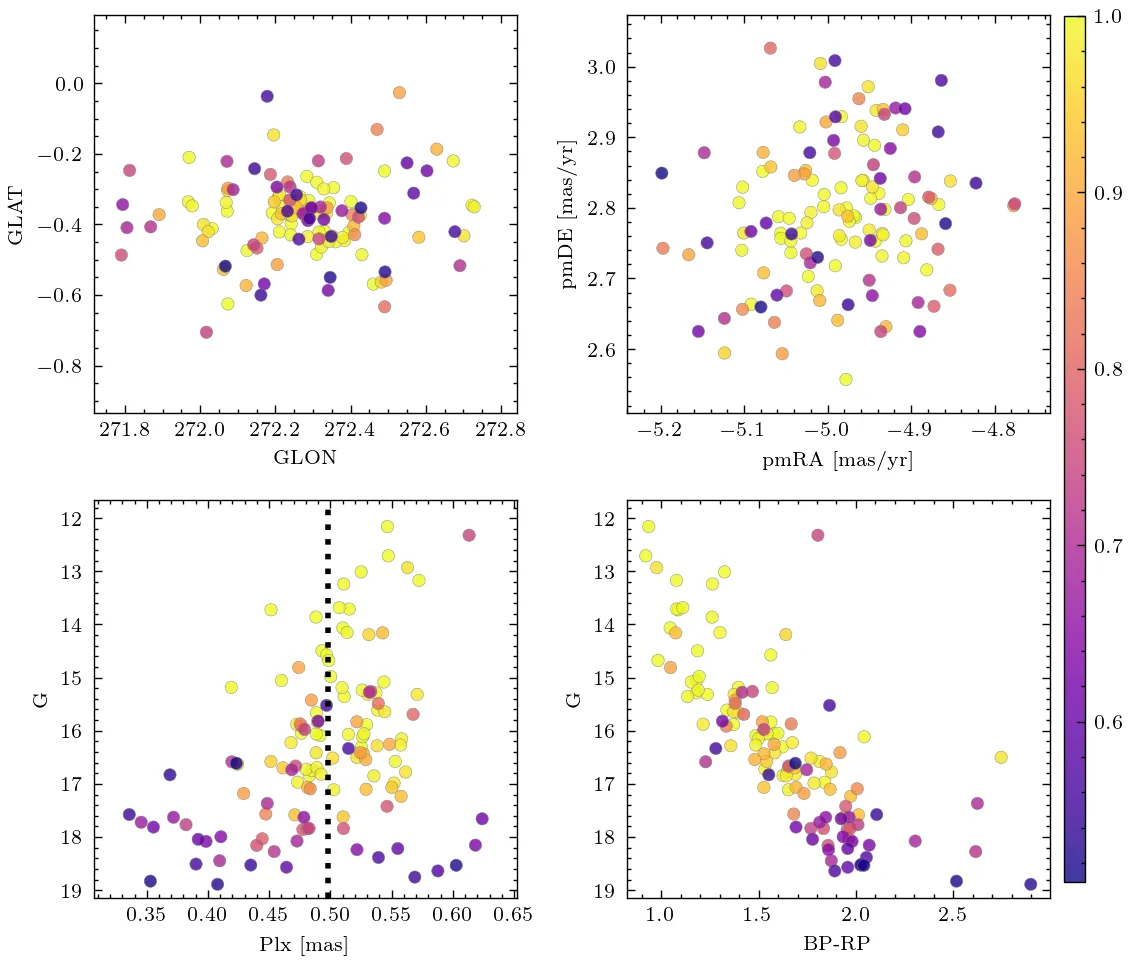 0.0
−0.2
−0.4
−0.6
−0.8
GLAT
271.8 272.0 272.2 272.4 272.6 272.8
GLON
3.0
2.9
2.8
2.7
2.6
pmDE [mas/yr]
−5.2 −5.1 −5.0 −4.9 −4.8
pmRA [mas/yr]
1.0
0.9
0.8
0.7
0.6
12
13
14
15
16
17
18
19
G
0.35 0.40 0.45 0.50 0.55 0.60 0.65
Plx [mas]
12
13
14
15
16
17
18
19
G
1.0 1.5 2.0 2.5
BP-RP